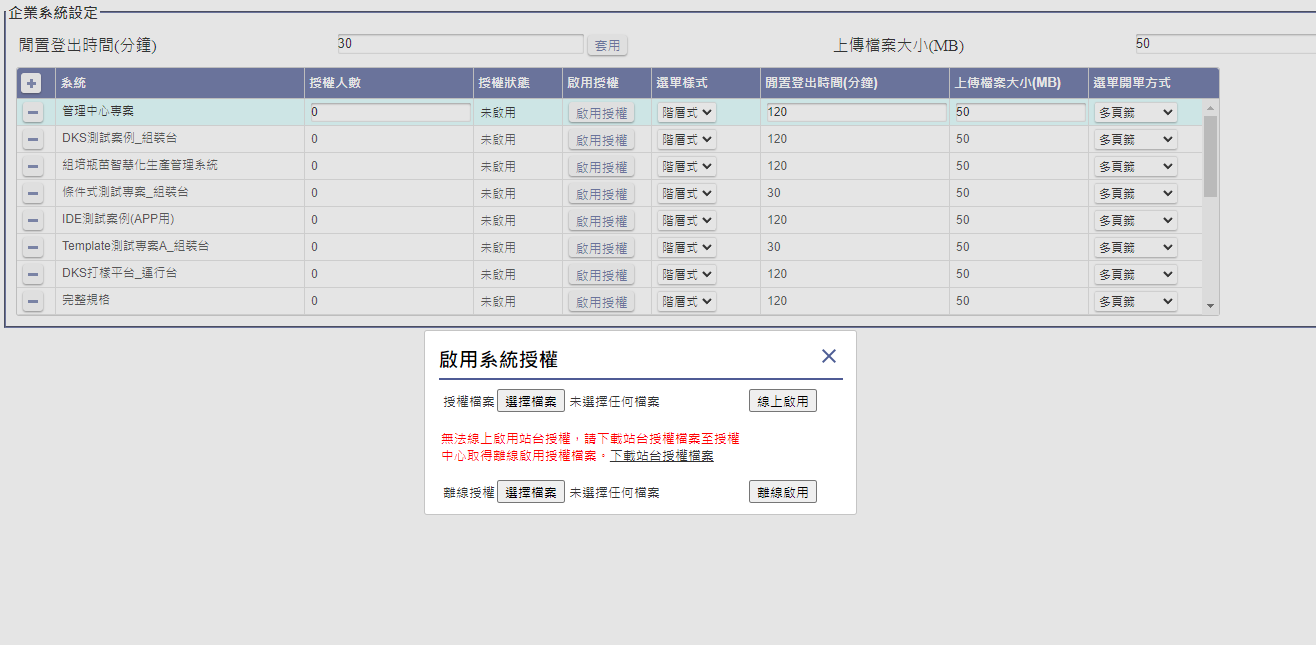 企業系統設定
閒置登出時間(分鐘) 30 套用 上傳檔案大小(MB) 50
系統 授權人數 授權狀態 啟用授權 選單樣式 閒置登出時間(分鐘) 上傳檔案大小(MB) 選單開單方式
管理中心專案 0 未啟用 啟用授權 階層式 120 50 多頁籤
DKS測試案例_組裝台 0 未啟用 啟用授權 階層式 120 50 多頁籤
組培瓶苗智慧化生產管理系統 0 未啟用 啟用授權 階層式 120 50 多頁籤
條件式測試專案_組裝台 0 未啟用 啟用授權 階層式 30 50 多頁籤
IDE測試案例(APP用) 0 未啟用 啟用授權 階層式 120 50 多頁籤
Template測試專案A_組裝台 0 未啟用 啟用授權 階層式 30 50 多頁籤
DKS打樣平台_運行台 0 未啟用 啟用授權 階層式 120 50 多頁籤
完整規格 0 未啟用 啟用授權 階層式 120 50 多頁籤
啟用系統授權
授權檔案 選擇檔案 未選擇任何檔案 線上啟用
無法線上啟用站台授權，請下載站台授權檔案至授權
中心取得離線啟用授權檔案。下載站台授權檔案
離線授權 選擇檔案 未選擇任何檔案 離線啟用